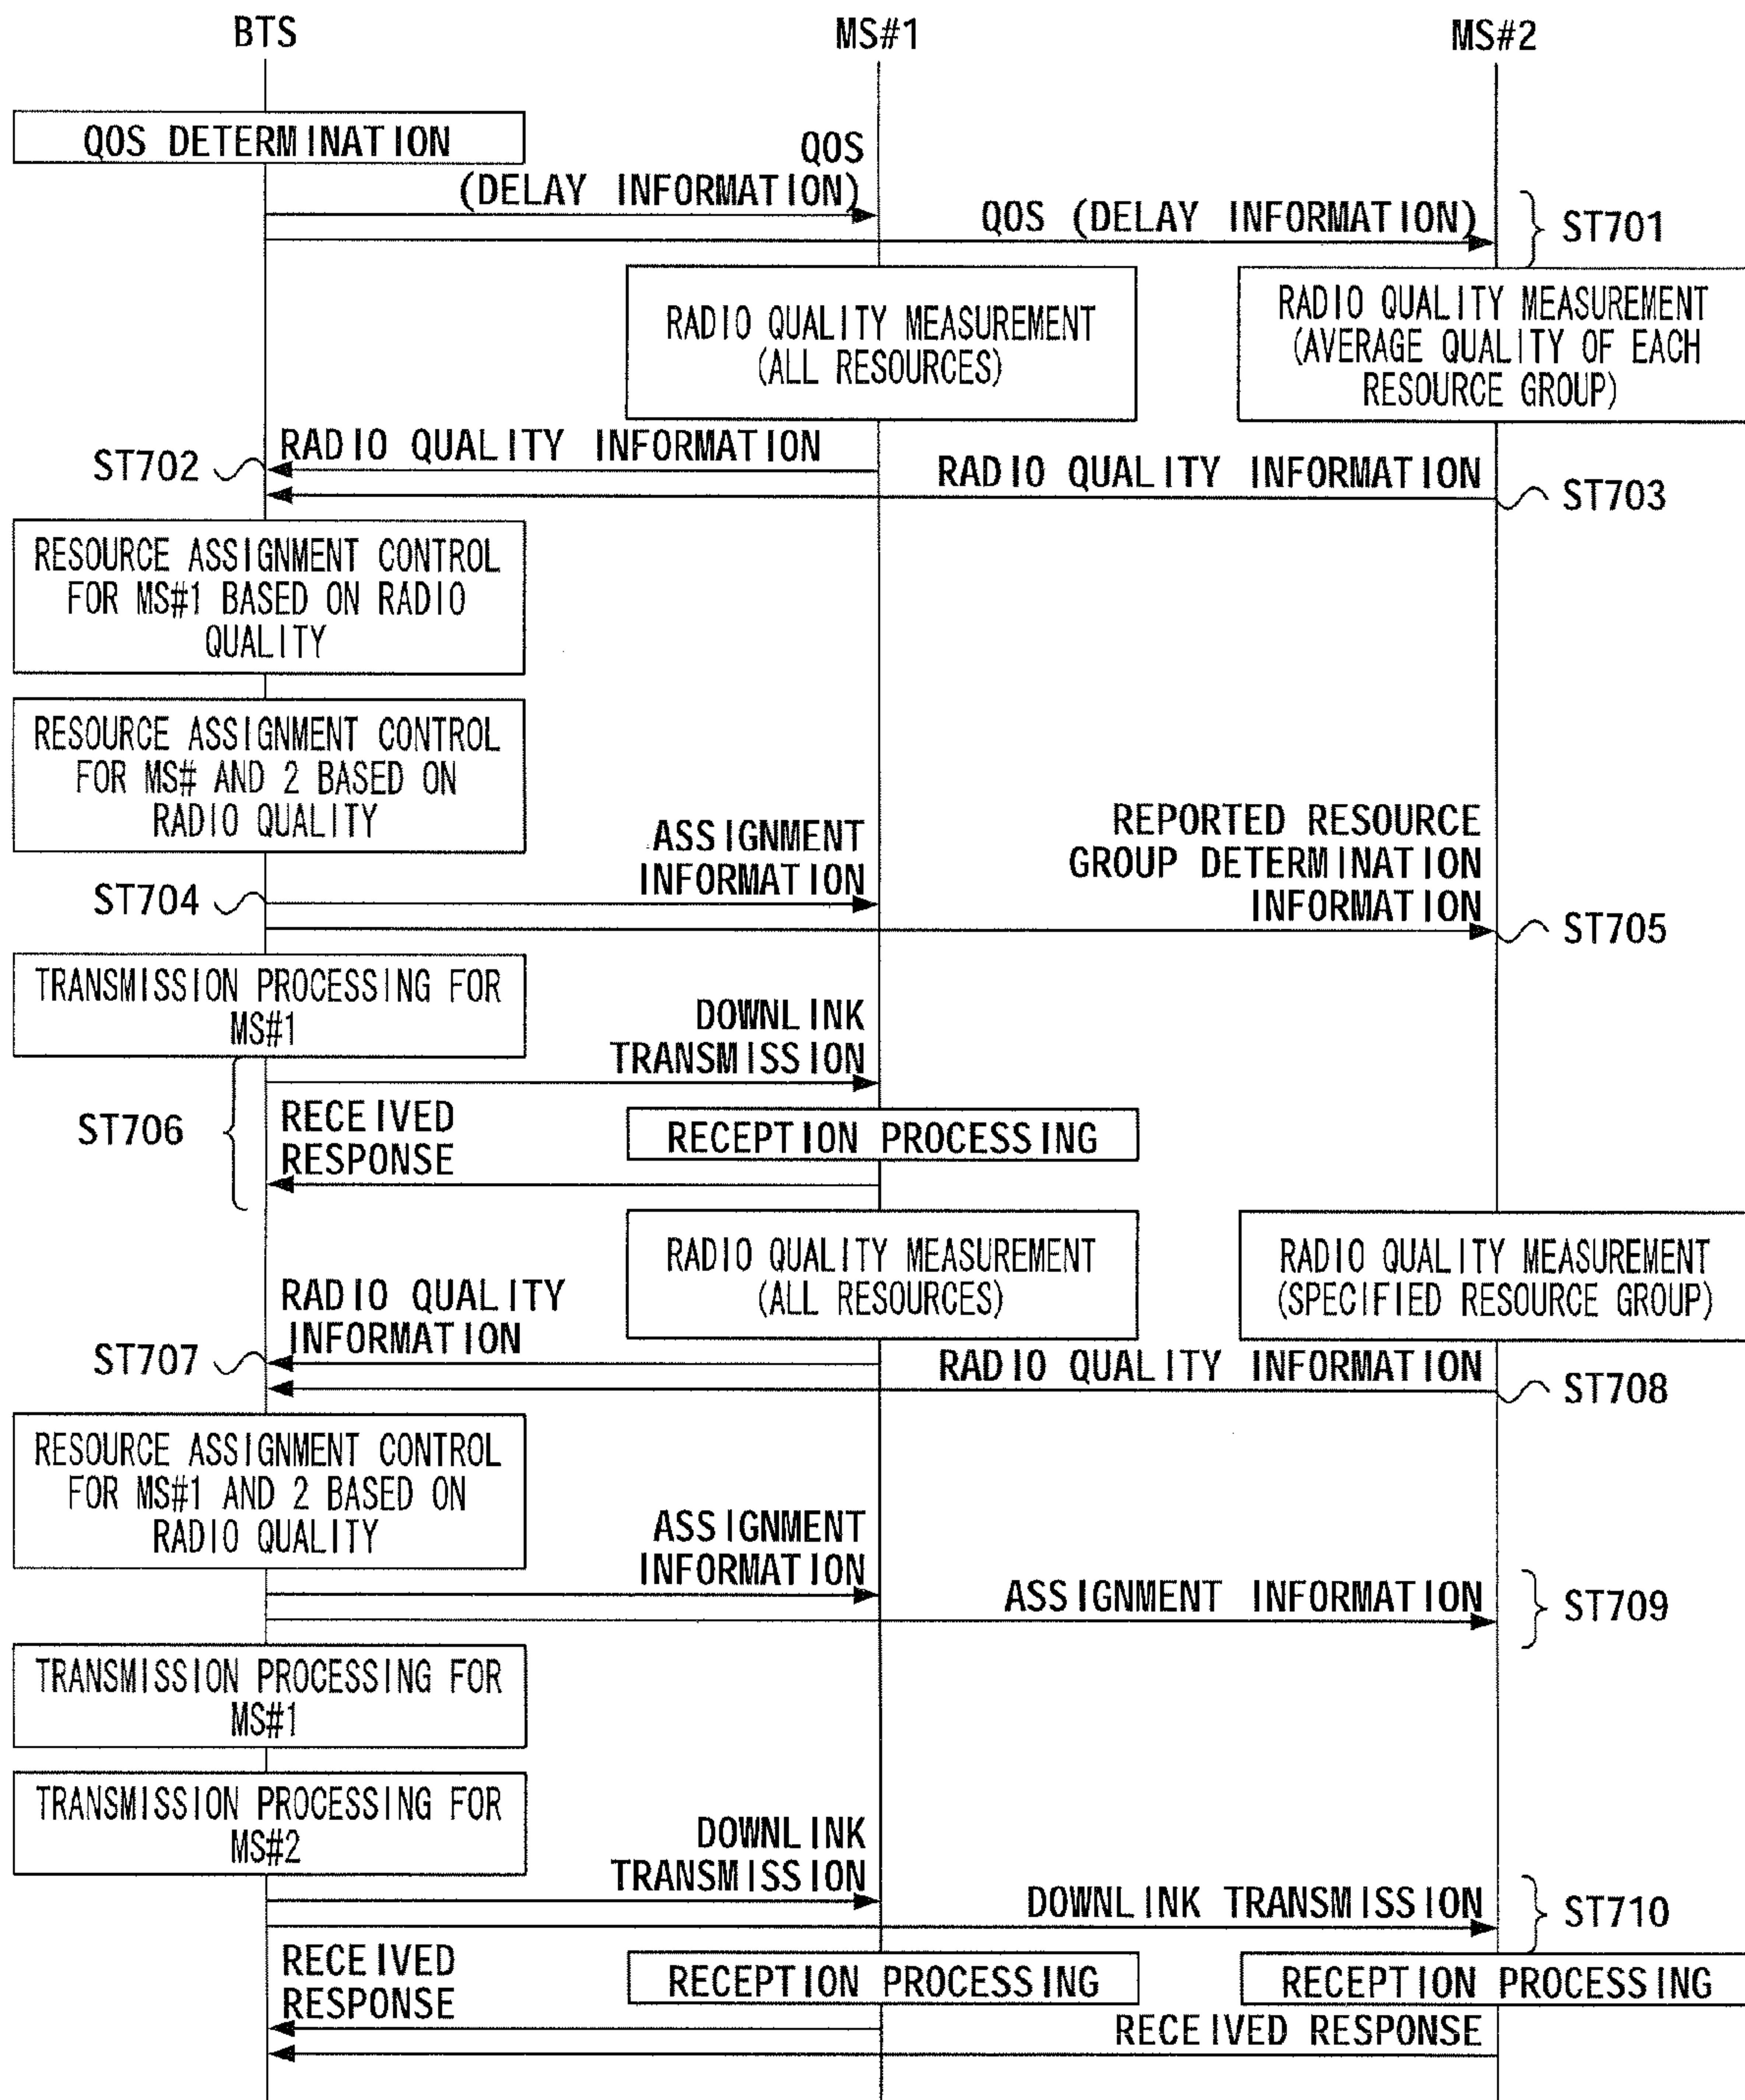 BTS
MS#1
MS#2
QOS DETERMINATION
QOS
(DELAY INFORMATION)
QOS (DELAY INFORMATION)
ST701
RADIO QUALITY MEASUREMENT
(ALL RESOURCES)
RADIO QUALITY MEASUREMENT
(AVERAGE QUALITY OF EACH
RESOURCE GROUP)
RADIO QUALITY INFORMATION
ST702
RADIO QUALITY INFORMATION
ST703
RESOURCE ASSIGNMENT CONTROL
FOR MS#1 BASED ON RADIO
QUALITY
RESOURCE ASSIGNMENT CONTROL
FOR MS# AND 2 BASED ON
RADIO QUALITY
ASSIGNMENT
INFORMATION
ST704
REPORTED RESOURCE
GROUP DETERMINATION
INFORMATION
ST705
TRANSMISSION PROCESSING FOR
MS#1
DOWNLINK
TRANSMISSION
ST706
RECEIVED
RESPONSE
RECEPTION PROCESSING
RADIO QUALITY MEASUREMENT
(ALL RESOURCES)
RADIO QUALITY MEASUREMENT
(SPECIFIED RESOURCE GROUP)
RADIO QUALITY
INFORMATION
ST707
RADIO QUALITY INFORMATION
ST708
RESOURCE ASSIGNMENT CONTROL
FOR MS#1 AND 2 BASED ON
RADIO QUALITY
ASSIGNMENT
INFORMATION
ASSIGNMENT INFORMATION
ST709
TRANSMISSION PROCESSING FOR
MS#1
TRANSMISSION PROCESSING FOR
MS#2
DOWNLINK
TRANSMISSION
DOWNLINK TRANSMISSION
ST710
RECEIVED
RESPONSE
RECEPTION PROCESSING
RECEPTION PROCESSING
RECEIVED RESPONSE